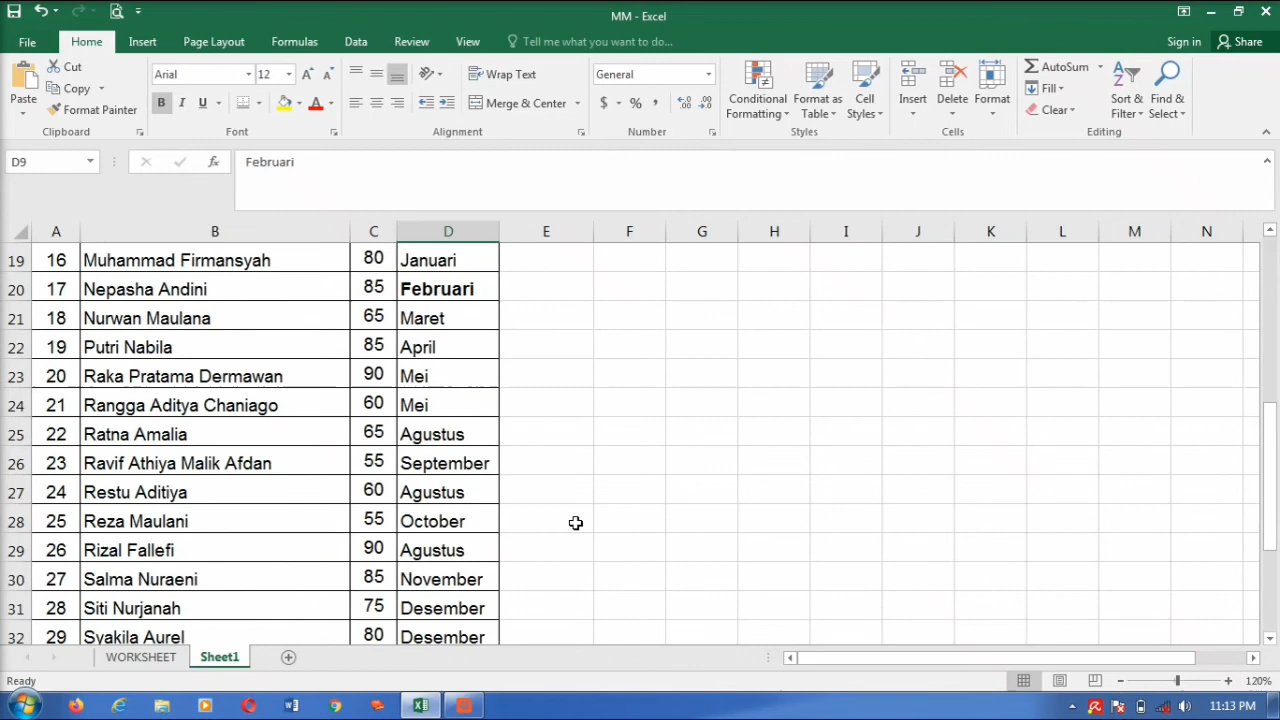 MM - Excel
File Home Insert Page Layout Formulas Data Review View Tell me what you want to do... Sign in Share
Paste Cut Copy Format Painter Clipboard
Arial 12 B I U Font
Wrap Text Merge & Center Alignment
General $ % , Number
Conditional Formatting Format as Table Cell Styles Styles
Insert Delete Format Cells
AutoSum Fill Clear Sort & Filter Find & Select Editing
D9 fx Februari
A B C D E F G H I J K L M N
19 16 Muhammad Firmansyah 80 Januari
20 17 Nepasha Andini 85 Februari
21 18 Nurwan Maulana 65 Maret
22 19 Putri Nabila 85 April
23 20 Raka Pratama Dermawan 90 Mei
24 21 Rangga Aditya Chaniago 60 Mei
25 22 Ratna Amalia 65 Agustus
26 23 Ravif Athiya Malik Afdan 55 September
27 24 Restu Aditiya 60 Agustus
28 25 Reza Maulani 55 October
29 26 Rizal Fallefi 90 Agustus
30 27 Salma Nuraeni 85 November
31 28 Siti Nurjanah 75 Desember
32 29 Syakila Aurel 80 Desember
WORKSHEET Sheet1
Ready 120%
11:13 PM